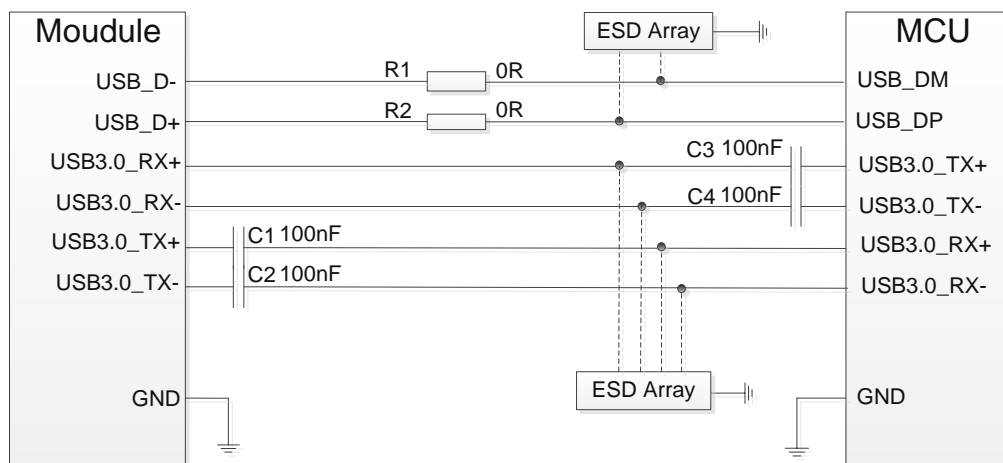 Moudule
ESD Array
MCU
USB_D-
R1
0R
USB_DM
USB_D+
R2
0R
USB_DP
USB3.0_RX+
C3 100nF
USB3.0_TX+
USB3.0_RX-
C4 100nF
USB3.0_TX-
USB3.0_TX+
C1 100nF
USB3.0_RX+
USB3.0_TX-
C2 100nF
USB3.0_RX-
ESD Array
GND
GND